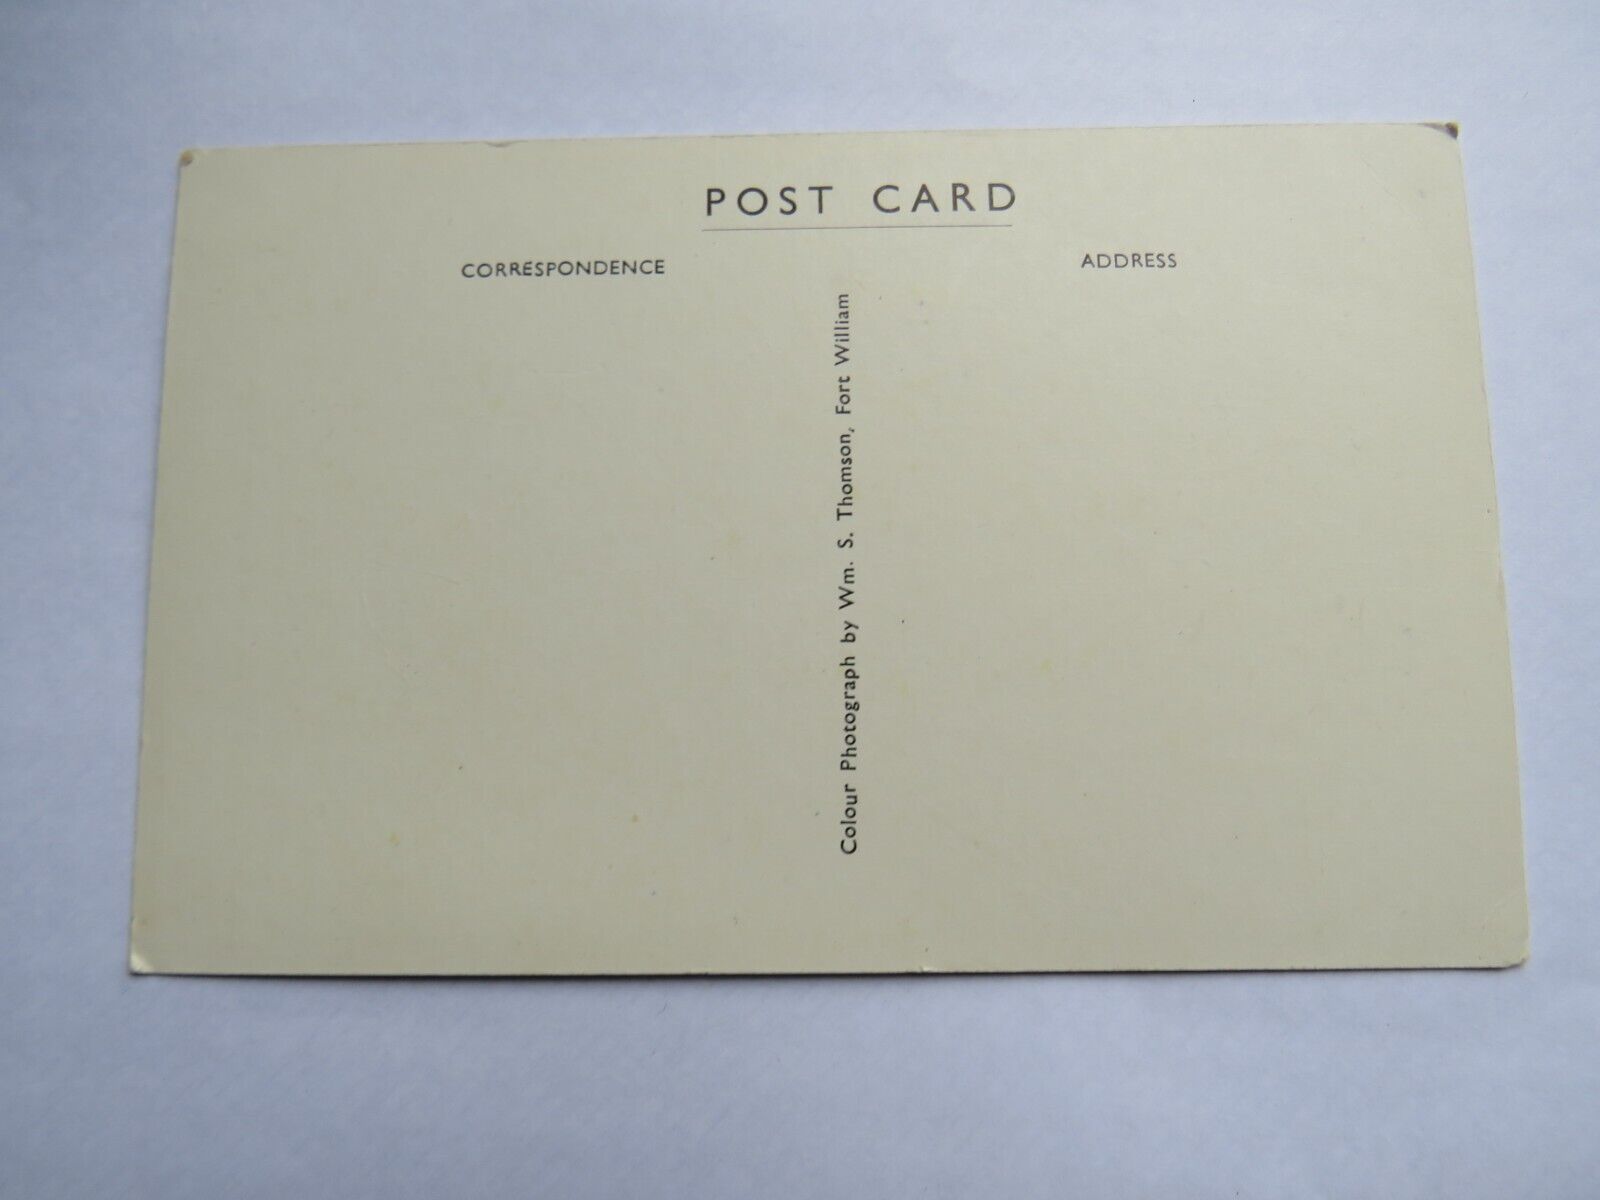 POST CARD
CORRESPONDENCE
ADDRESS
Colour Photograph by Wm. S. Thomson, Fort William